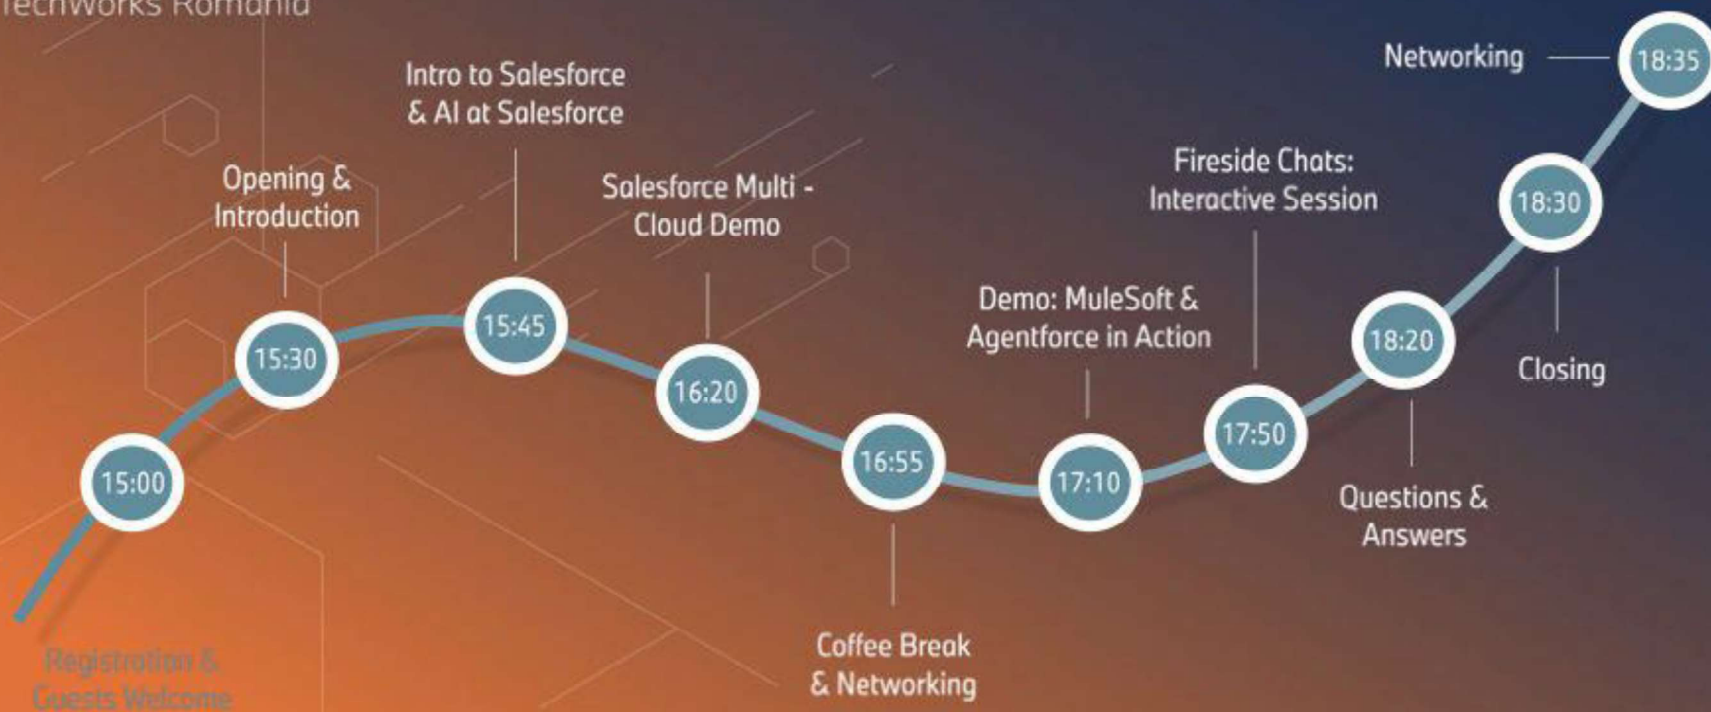 TechWorks Romania
15:00
Registration &
Guests Welcome
15:30
Opening &
Introduction
15:45
Intro to Salesforce
& AI at Salesforce
16:20
Salesforce Multi -
Cloud Demo
16:55
Coffee Break
& Networking
17:10
Demo: MuleSoft &
Agentforce in Action
17:50
Fireside Chats:
Interactive Session
18:20
Questions &
Answers
18:30
Closing
18:35
Networking